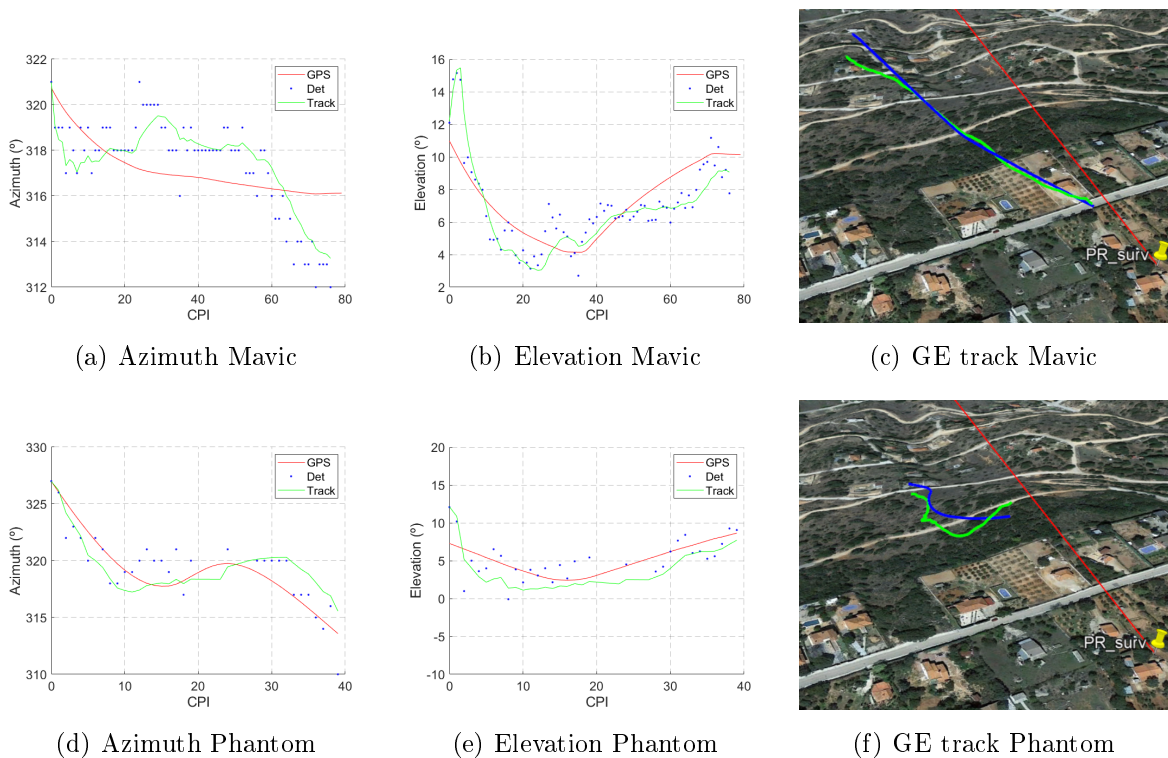 322
320
318
316
314
312
Azimuth (º)
0
20
40
60
80
CPI
GPS
Det
Track
(a) Azimuth Mavic
16
14
12
10
8
6
4
2
Elevation (º)
0
20
40
60
80
CPI
GPS
Det
Track
(b) Elevation Mavic
PR_surv
(c) GE track Mavic
330
325
320
315
310
Azimuth (º)
0
10
20
30
40
CPI
GPS
Det
Track
(d) Azimuth Phantom
20
15
10
5
0
-5
-10
Elevation (º)
0
10
20
30
40
CPI
GPS
Det
Track
(e) Elevation Phantom
PR_surv
(f) GE track Phantom